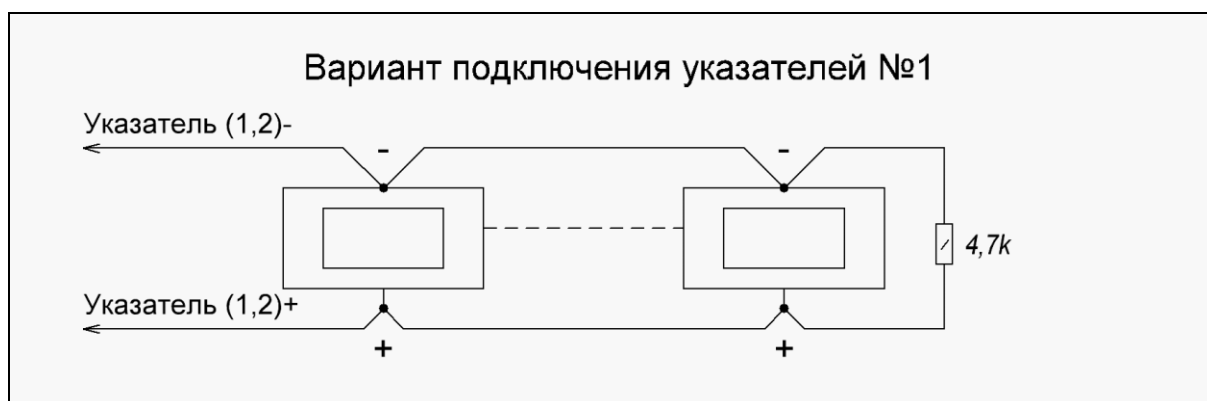 Вариант подключения указателей №1
Указатель (1,2)-
- -
4,7k
Указатель (1,2)+
+ +